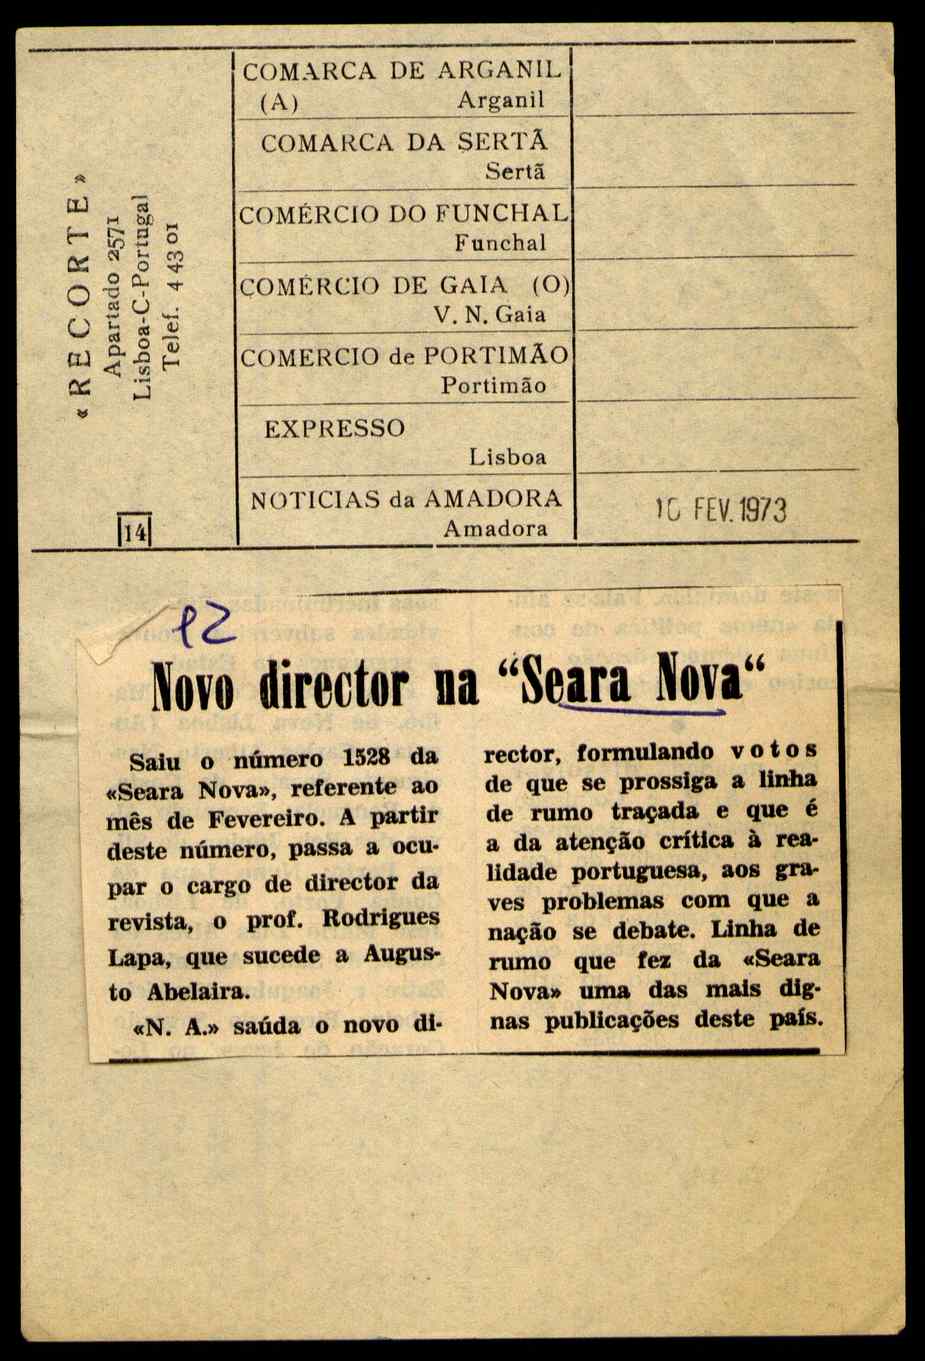 «RECORTE»
Apartado 2571
Lisboa-C-Portugal
Telef. 4 43 01
14
COMARCA DE ARGANIL
(A) Arganil
COMARCA DA SERTÃ
Sertã
COMÉRCIO DO FUNCHAL
Funchal
COMÉRCIO DE GAIA (O)
V. N. Gaia
COMERCIO de PORTIMÃO
Portimão
EXPRESSO
Lisboa
NOTICIAS da AMADORA
Amadora
FEV. 1973
Novo director na “Seara Nova“
Saiu o número 1528 da
«Seara Nova», referente ao
mês de Fevereiro. A partir
deste número, passa a ocu-
par o cargo de director da
revista, o prof. Rodrigues
Lapa, que sucede a Augus-
to Abelaira.
«N. A.» saúda o novo di-
rector, formulando votos
de que se prossiga a linha
de rumo traçada e que é
a da atenção crítica à rea-
lidade portuguesa, aos gra-
ves problemas com que a
nação se debate. Linha de
rumo que fez da «Seara
Nova» uma das mais dig-
nas publicações deste país.